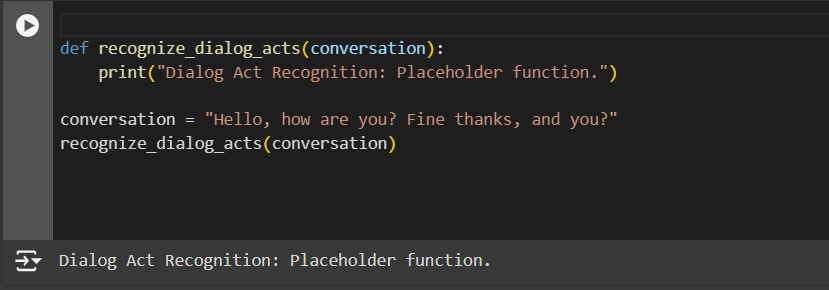 def recognize_dialog_acts(conversation):
    print("Dialog Act Recognition: Placeholder function.")
conversation = "Hello, how are you? Fine thanks, and you?"
recognize_dialog_acts(conversation)
Dialog Act Recognition: Placeholder function.